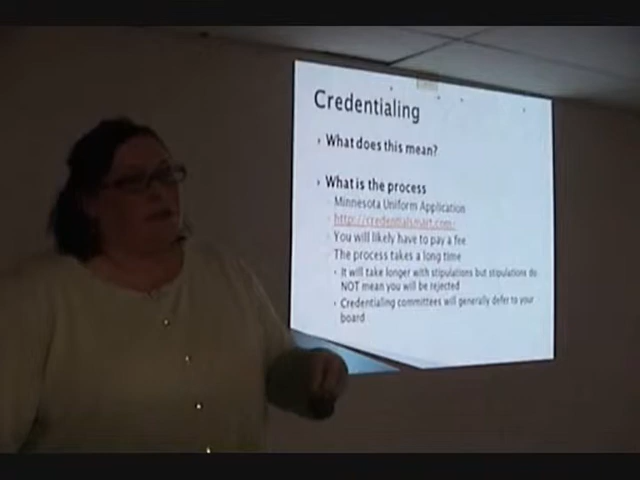 Credentialing
What does this mean?
What is the process
Minnesota Uniform Application
http://credentialsmart.com/
You will likely have to pay a fee
The process takes a long time
It will take longer with stipulations but stipulations do
NOT mean you will be rejected
Credentialing committees will generally defer to your
board